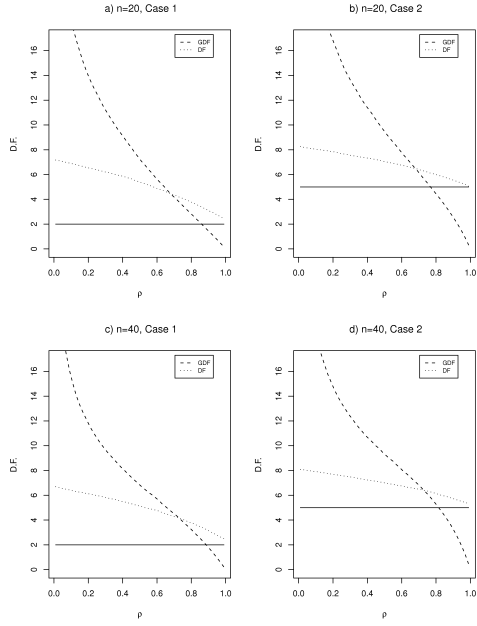 a) n=20, Case 1
GDF
DF
D.F.
0 2 4 6 8 10 12 14 16
0.0 0.2 0.4 0.6 0.8 1.0
ρ
b) n=20, Case 2
GDF
DF
D.F.
0 2 4 6 8 10 12 14 16
0.0 0.2 0.4 0.6 0.8 1.0
ρ
c) n=40, Case 1
GDF
DF
D.F.
0 2 4 6 8 10 12 14 16
0.0 0.2 0.4 0.6 0.8 1.0
ρ
d) n=40, Case 2
GDF
DF
D.F.
0 2 4 6 8 10 12 14 16
0.0 0.2 0.4 0.6 0.8 1.0
ρ